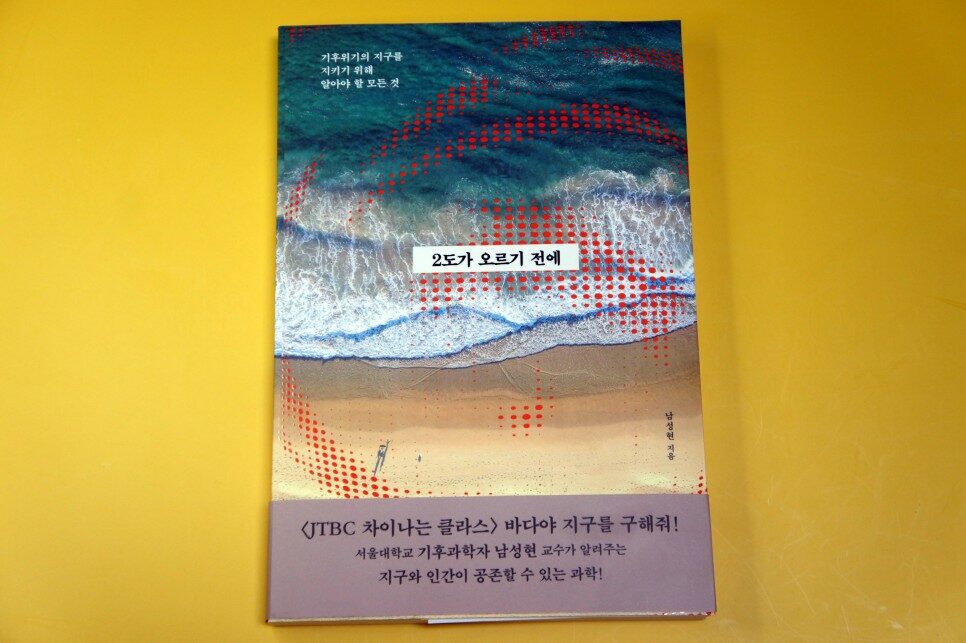 기후위기의 지구를
지키기 위해
알아야 할 모든 것
2도가 오르기 전에
남성현 지음
〈JTBC 차이나는 클라스〉 바다야 지구를 구해줘!
서울대학교 기후과학자 남성현 교수가 알려주는
지구와 인간이 공존할 수 있는 과학!